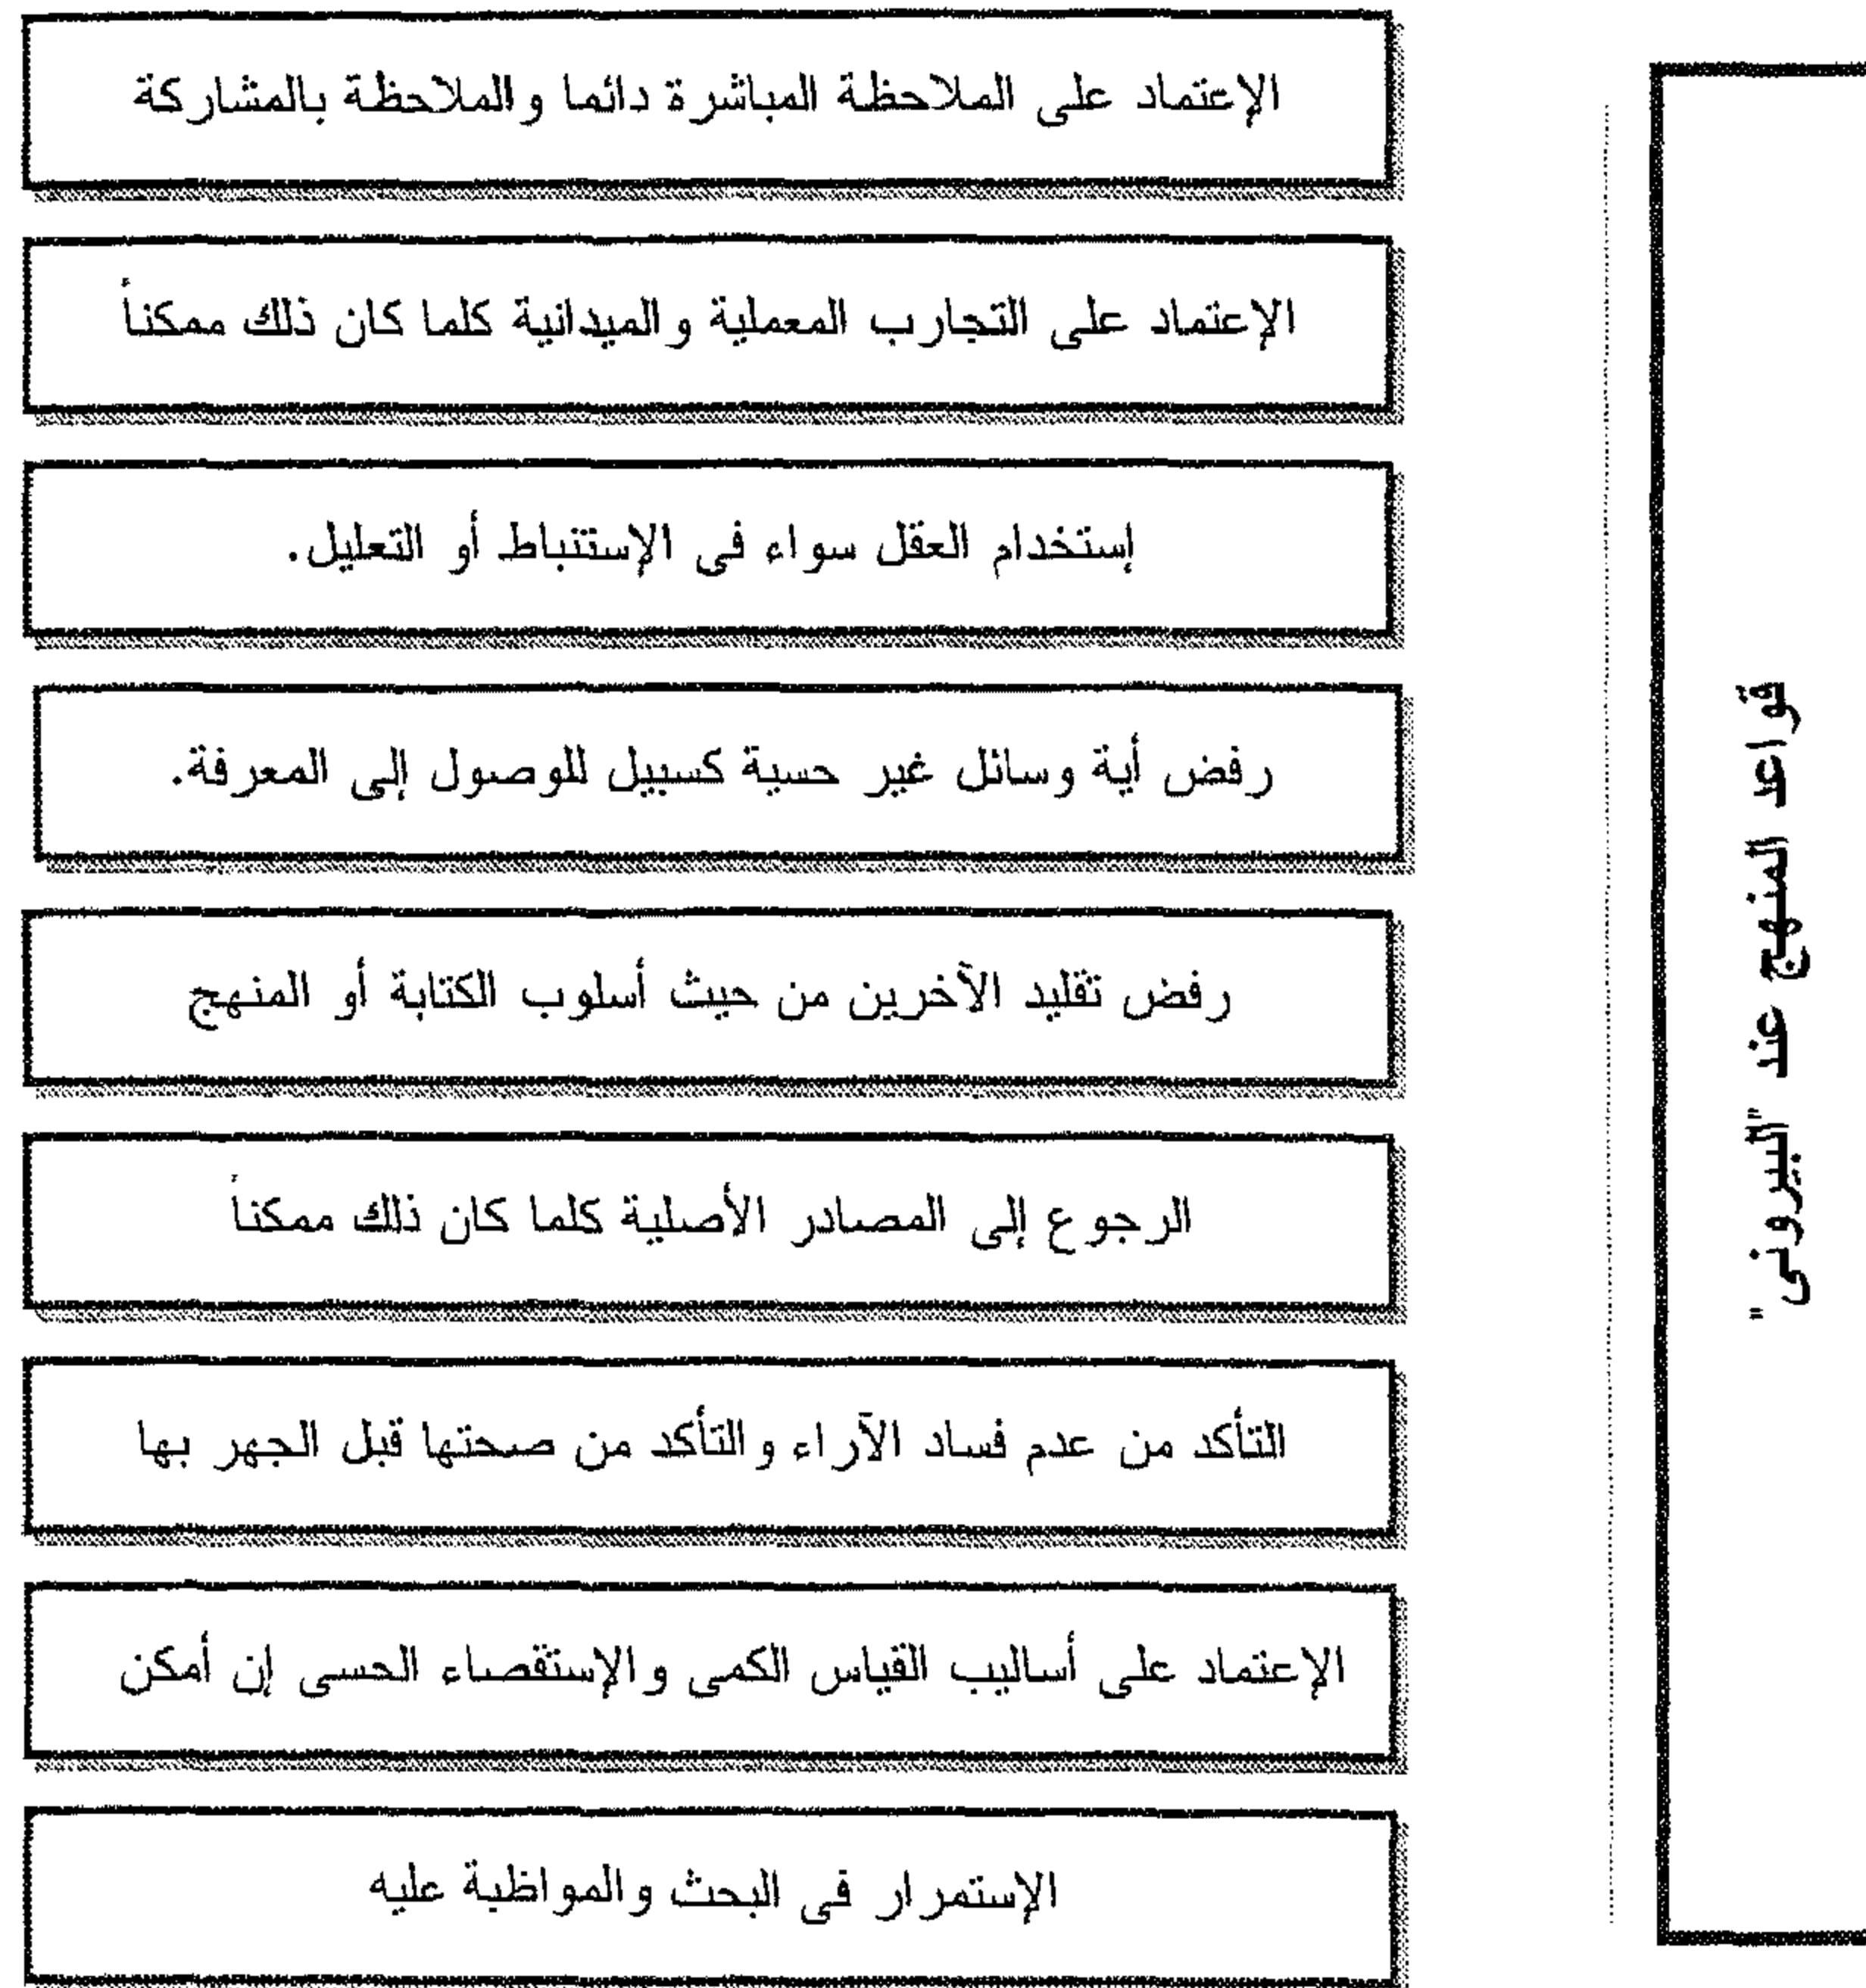 قواعد المنهج عند "البيرونى"
الإعتماد على الملاحظة المباشرة دائما والملاحظة بالمشاركة
الإعتماد على التجارب المعملية والميدانية كلما كان ذلك ممكناً
إستخدام العقل سواء فى الإستنباط أو التعليل.
رفض أية وسائل غير حسية كسبيل للوصول إلى المعرفة.
رفض تقليد الآخرين من حيث أسلوب الكتابة أو المنهج
الرجوع إلى المصادر الأصلية كلما كان ذلك ممكناً
التأكد من عدم فساد الآراء والتأكد من صحتها قبل الجهر بها
الإعتماد على أساليب القياس الكمى والإستقصاء الحسى إن أمكن
الإستمرار فى البحث والمواظبة عليه